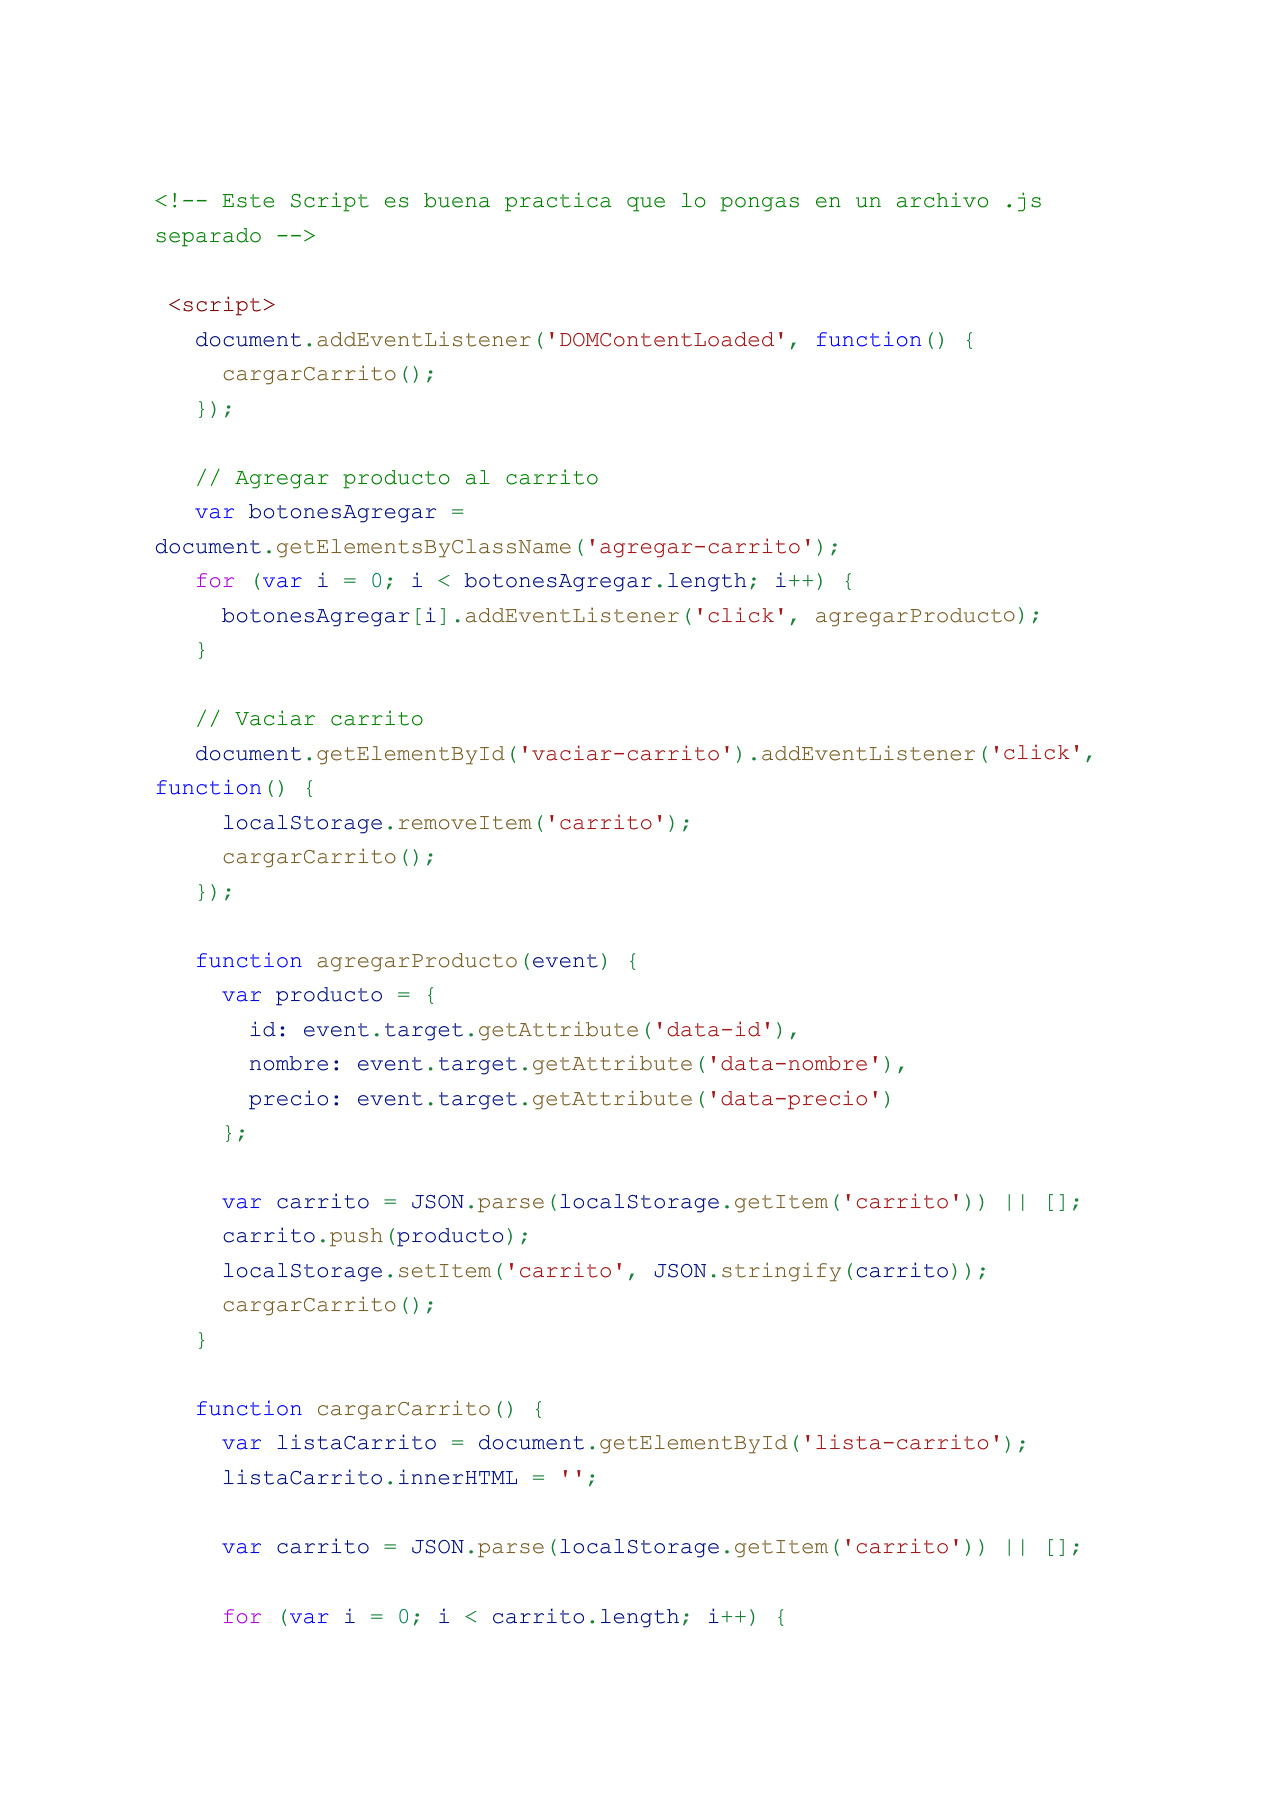 <!-- Este Script es buena practica que lo pongas en un archivo .js
separado -->
<script>
document.addEventListener('DOMContentLoaded', function() {
cargarCarrito();
});
// Agregar producto al carrito
var botonesAgregar =
document.getElementsByClassName('agregar-carrito');
for (var i = 0; i < botonesAgregar.length; i++) {
botonesAgregar[i].addEventListener('click', agregarProducto);
}
// Vaciar carrito
document.getElementById('vaciar-carrito').addEventListener('click',
function() {
localStorage.removeItem('carrito');
cargarCarrito();
});
function agregarProducto(event) {
var producto = {
id: event.target.getAttribute('data-id'),
nombre: event.target.getAttribute('data-nombre'),
precio: event.target.getAttribute('data-precio')
};
var carrito = JSON.parse(localStorage.getItem('carrito')) || [];
carrito.push(producto);
localStorage.setItem('carrito', JSON.stringify(carrito));
cargarCarrito();
}
function cargarCarrito() {
var listaCarrito = document.getElementById('lista-carrito');
listaCarrito.innerHTML = '';
var carrito = JSON.parse(localStorage.getItem('carrito')) || [];
for (var i = 0; i < carrito.length; i++) {